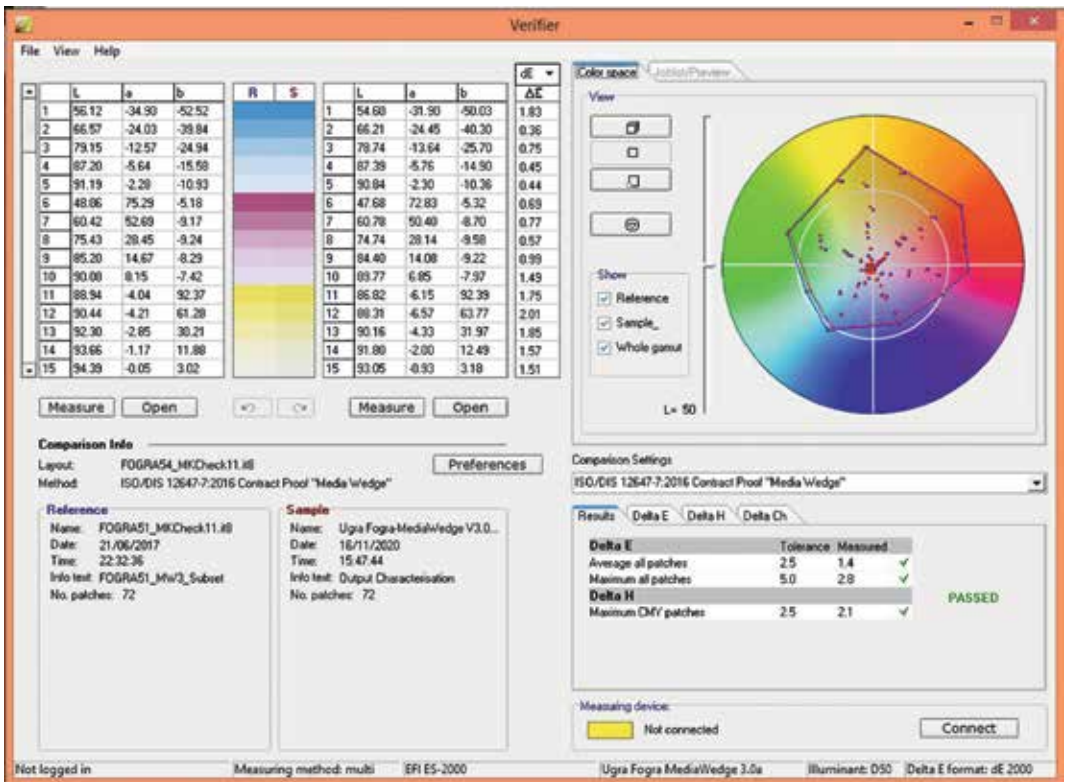 Verifier
File View Help
dE
L a b R S L a b ΔE
1 56.12 -34.90 -52.52 1 54.60 -31.90 -50.03 1.83
2 66.57 -24.03 -39.84 2 66.21 -24.45 -40.30 0.36
3 79.15 -12.57 -24.94 3 78.74 -13.64 -25.70 0.75
4 87.20 -5.64 -15.58 4 87.39 -5.76 -14.90 0.45
5 91.19 -2.28 -10.93 5 90.84 -2.30 -10.36 0.44
6 48.06 75.29 -5.18 6 47.68 72.83 -5.32 0.69
7 60.42 52.69 -9.17 7 60.78 50.40 -8.70 0.77
8 75.43 28.45 -9.24 8 74.74 28.14 -9.58 0.57
9 85.20 14.67 -8.29 9 84.40 14.08 -9.22 0.99
10 90.08 8.15 -7.42 10 89.77 6.85 -7.97 1.49
11 88.94 -4.04 92.37 11 86.82 -6.15 92.39 1.75
12 90.44 -4.21 61.28 12 88.31 -6.57 63.77 2.01
13 92.30 -2.85 30.21 13 90.16 -4.33 31.97 1.85
14 93.66 -1.17 11.88 14 91.80 -2.00 12.49 1.57
15 94.39 -0.05 3.02 15 93.05 -0.93 3.18 1.51
Measure Open Measure Open
Color space Joblist/Preview
View
Show
Reference
Sample_
Whole gamut
L= 50
Comparison Info
Layout: FOGRA54_MKCheck11.it8
Method: ISO/DIS 12647-7:2016 Contract Proof "Media Wedge"
Preferences
Reference
Name: FOGRA51_MKCheck11.it8
Date: 21/06/2017
Time: 22:32:36
Info text: FOGRA51_MW3_Subset
No. patches: 72
Sample
Name: Ugra Fogra-MediaWedge V3.0...
Date: 16/11/2020
Time: 15:47:44
Info text: Output Characterisation
No. patches: 72
Comparison Settings
ISO/DIS 12647-7:2016 Contract Proof "Media Wedge"
Results Delta E Delta H Delta Ch
Delta E Tolerance Measured
Average all patches 2.5 1.4
Maximum all patches 5.0 2.8
Delta H
Maximum CMY patches 2.5 2.1
PASSED
Measuring device:
Not connected
Connect
Not logged in Measuring method: multi EFI ES-2000 Ugra Fogra MediaWedge 3.0a Illuminant: D50 Delta E format: dE 2000